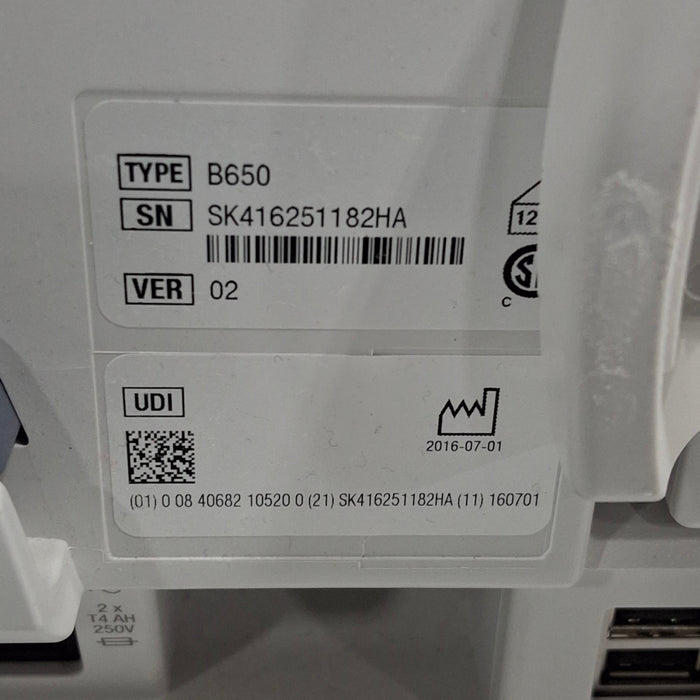 TYPE B650
SN SK416251182HA
12
C
VER 02
UDI
2016-07-01
(01) 0 08 40682 10520 0 (21) SK416251182HA (11) 160701
2 x
T4 AH
250V